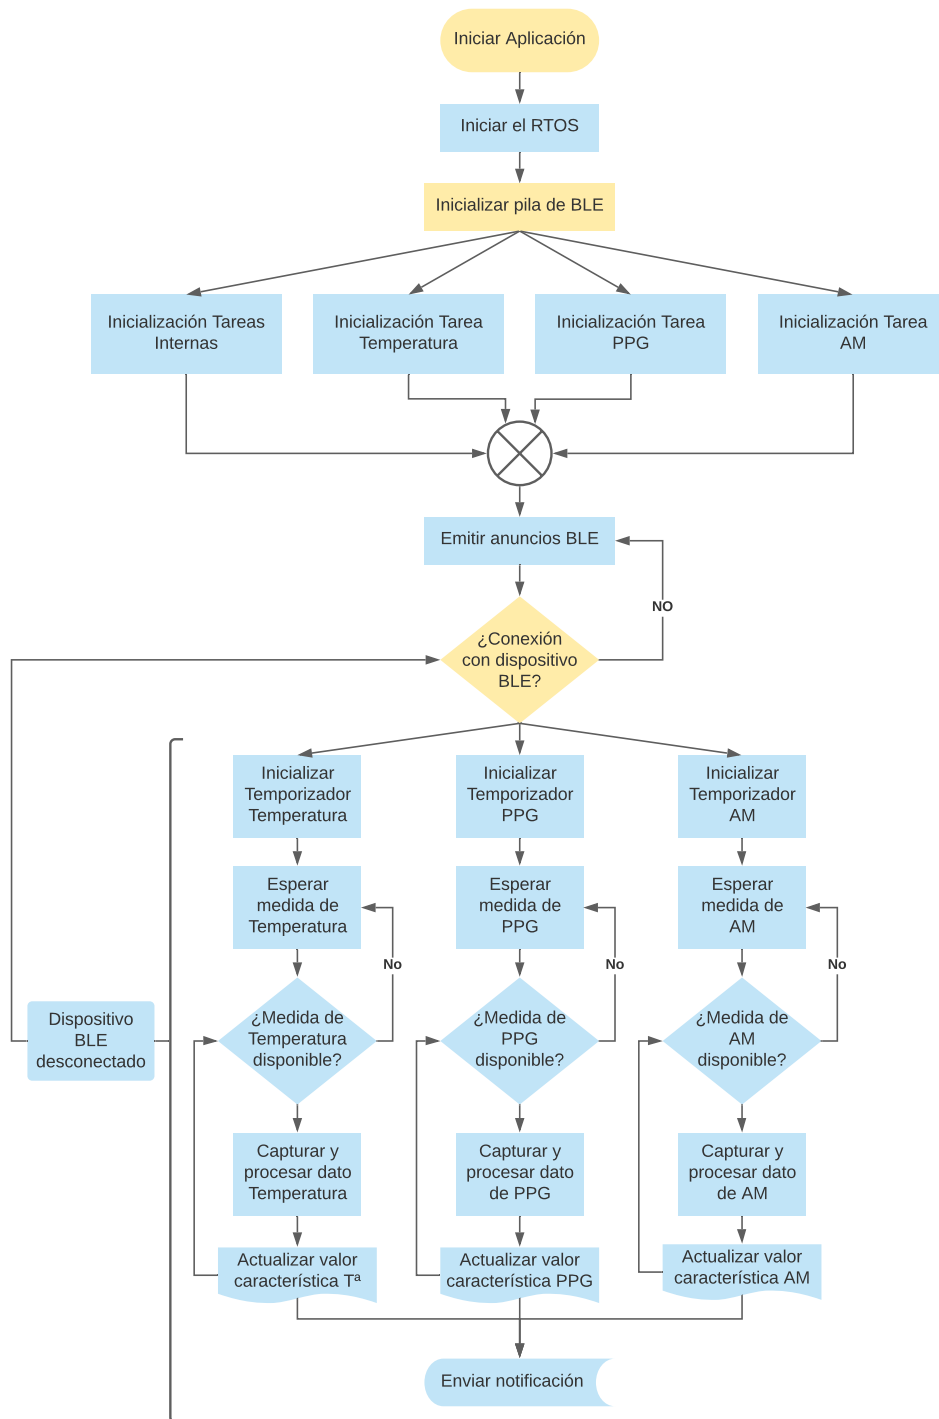 Iniciar Aplicación
Iniciar el RTOS
Inicializar pila de BLE
Inicialización Tareas
Internas
Inicialización Tarea
Temperatura
Inicialización Tarea
PPG
Inicialización Tarea
AM
Emitir anuncios BLE
NO
¿Conexión
con dispositivo
BLE?
Inicializar
Temporizador
Temperatura
Inicializar
Temporizador
PPG
Inicializar
Temporizador
AM
Esperar
medida de
Temperatura
Esperar
medida de
PPG
Esperar
medida de
AM
No
No
No
Dispositivo
BLE
desconectado
¿Medida de
Temperatura
disponible?
¿Medida de
PPG
disponible?
¿Medida de
AM
disponible?
Capturar y
procesar dato
Temperatura
Capturar y
procesar dato
de PPG
Capturar y
procesar dato
de AM
Actualizar valor
característica Tª
Actualizar valor
característica PPG
Actualizar valor
característica AM
Enviar notificación